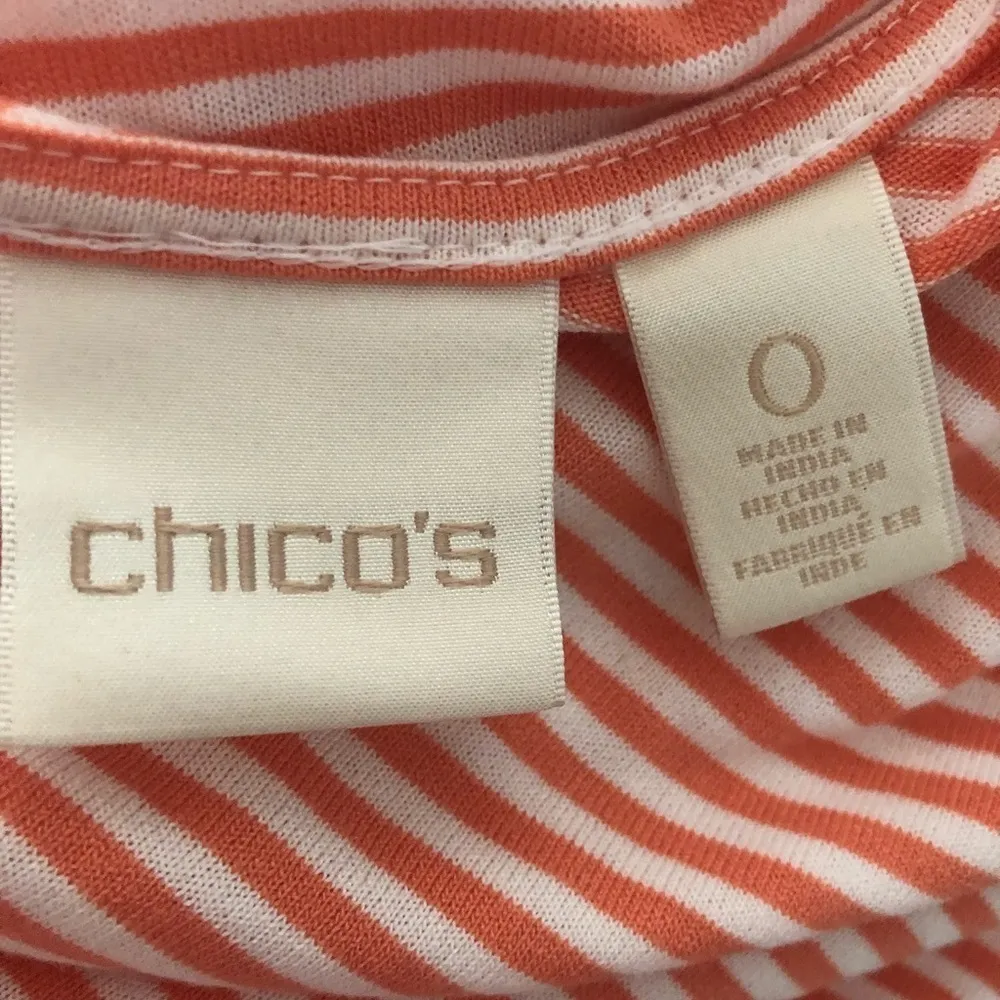 chico's
0
MADE IN
INDIA
HECHO EN
INDIA
FABRIQUÉ EN
INDE